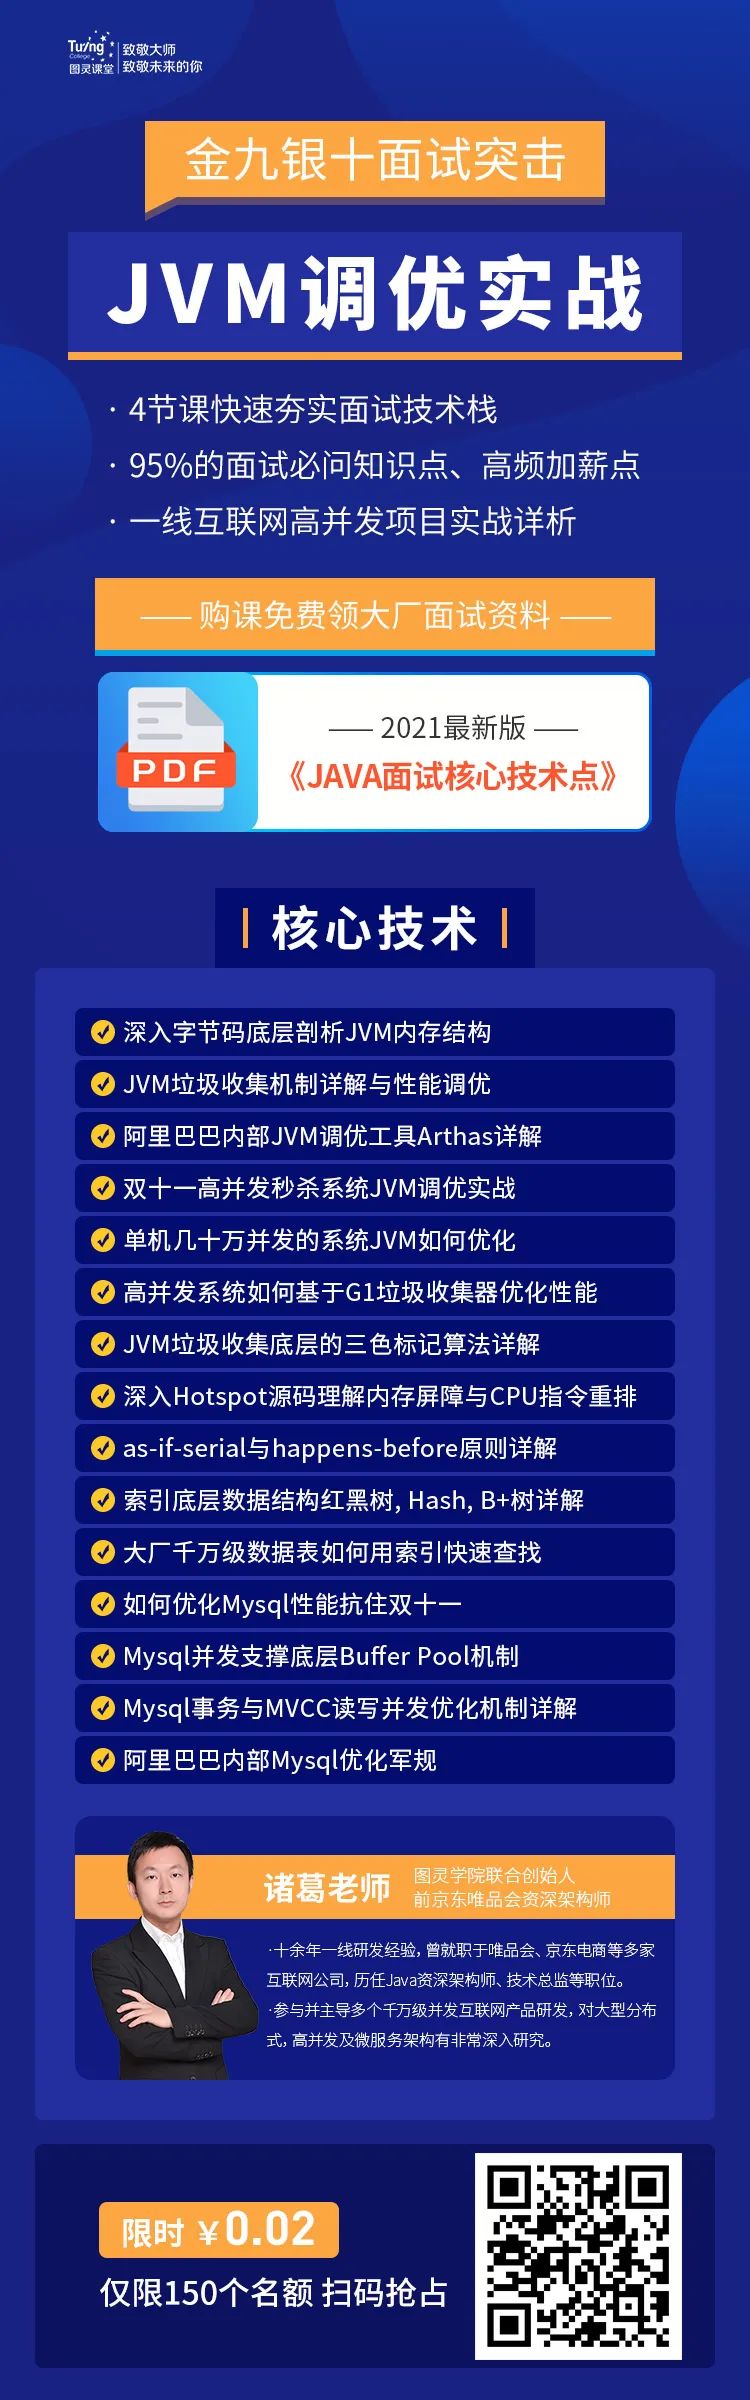 Tuling
College
图灵课堂
致敬大师
致敬未来的你
金九银十面试突击
JVM调优实战
· 4节课快速夯实面试技术栈
· 95%的面试必问知识点、高频加薪点
· 一线互联网高并发项目实战详析
—— 购课免费领大厂面试资料 ——
PDF
—— 2021最新版 ——
《JAVA面试核心技术点》
核心技术
深入字节码底层剖析JVM内存结构
JVM垃圾收集机制详解与性能调优
阿里巴巴内部JVM调优工具Arthas详解
双十一高并发秒杀系统JVM调优实战
单机几十万并发的系统JVM如何优化
高并发系统如何基于G1垃圾收集器优化性能
JVM垃圾收集底层的三色标记算法详解
深入Hotspot源码理解内存屏障与CPU指令重排
as-if-serial与happens-before原则详解
索引底层数据结构红黑树, Hash, B+树详解
大厂千万级数据表如何用索引快速查找
如何优化Mysql性能抗住双十一
Mysql并发支撑底层Buffer Pool机制
Mysql事务与MVCC读写并发优化机制详解
阿里巴巴内部Mysql优化军规
诸葛老师
图灵学院联合创始人
前京东唯品会资深架构师
·十余年一线研发经验，曾就职于唯品会、京东电商等多家
互联网公司，历任Java资深架构师、技术总监等职位。
·参与并主导多个千万级并发互联网产品研发，对大型分布
式，高并发及微服务架构有非常深入研究。
限时 ￥0.02
仅限150个名额 扫码抢占